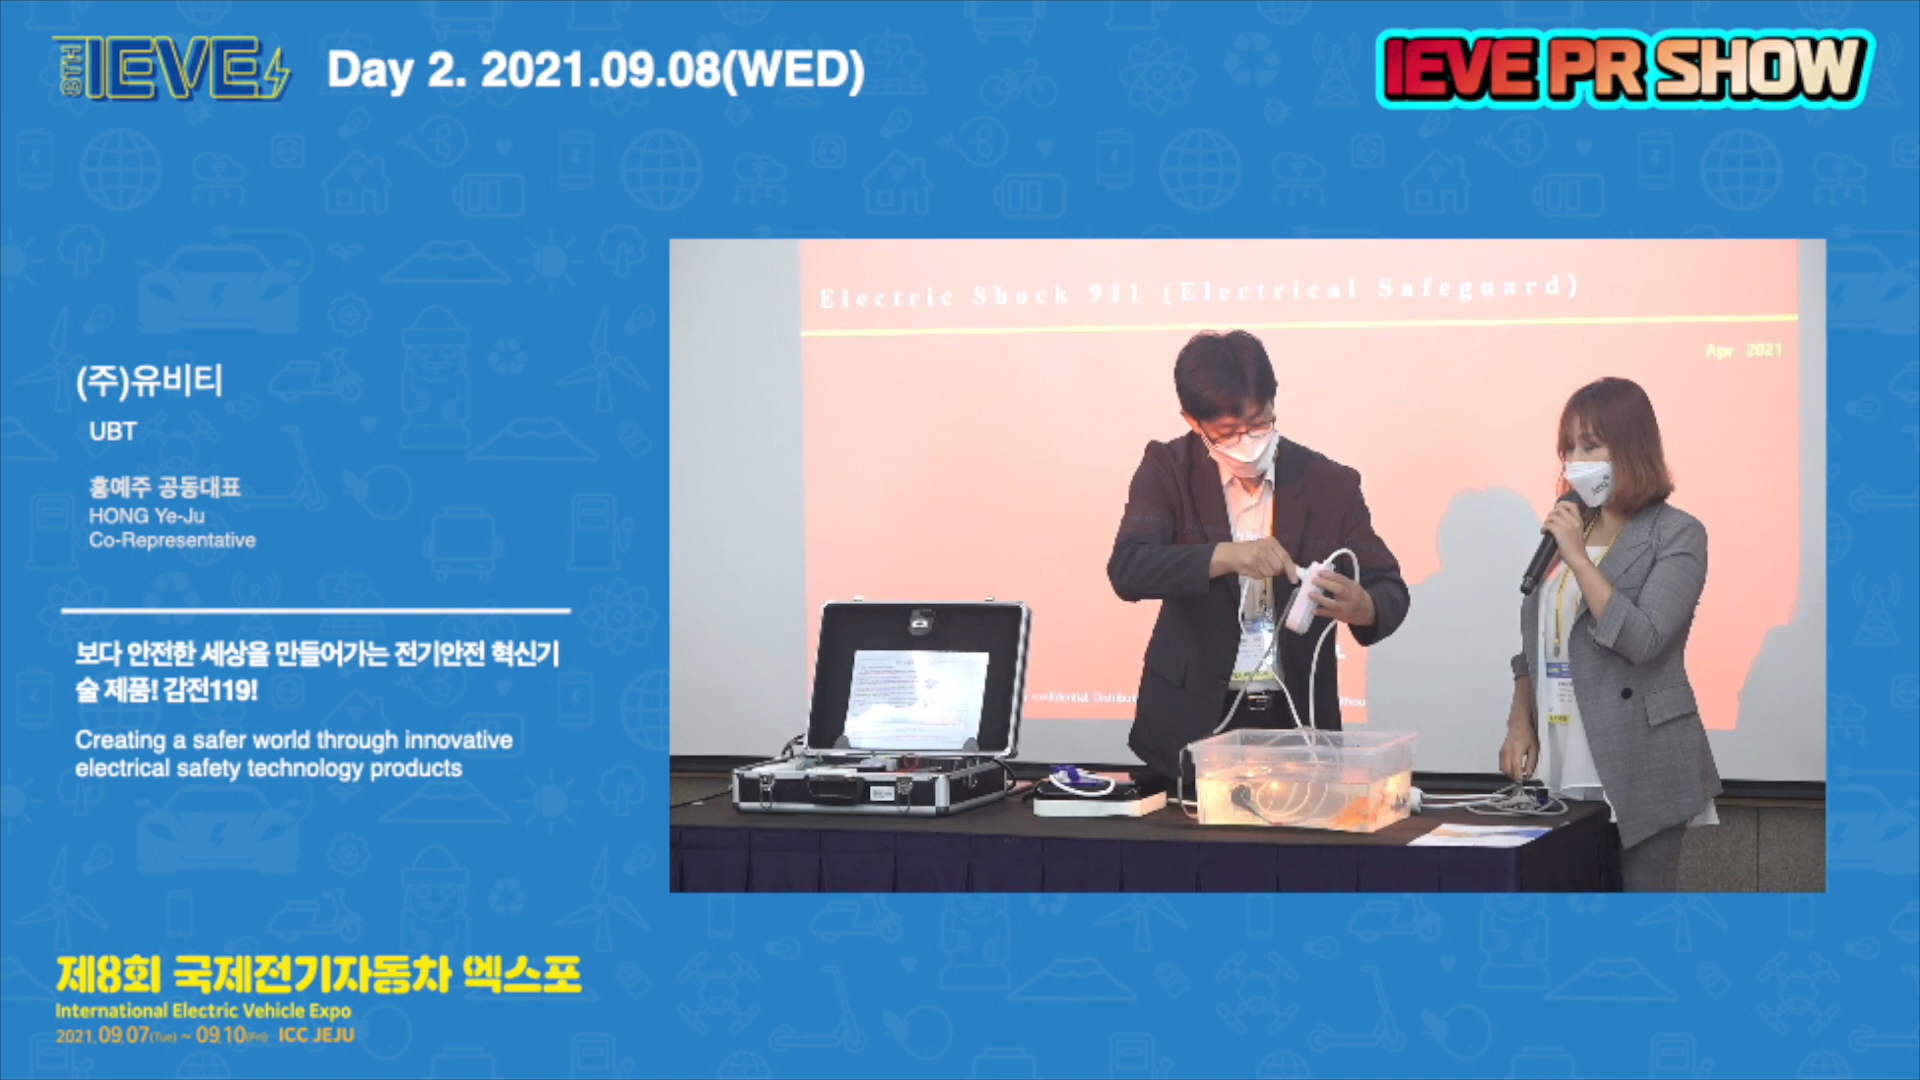 8TH IEVE
Day 2. 2021.09.08(WED)
IEVE PR SHOW
(주)유비티
UBT
홍예주 공동대표
HONG Ye-Ju
Co-Representative
보다 안전한 세상을 만들어가는 전기안전 혁신기
술 제품! 감전119!
Creating a safer world through innovative
electrical safety technology products
Electric Shock 911 (Electrical Safeguard)
Apr 2021
제8회 국제전기자동차 엑스포
International Electric Vehicle Expo
2021. 09.07(Tue) ~ 09.10(Fri) ICC JEJU